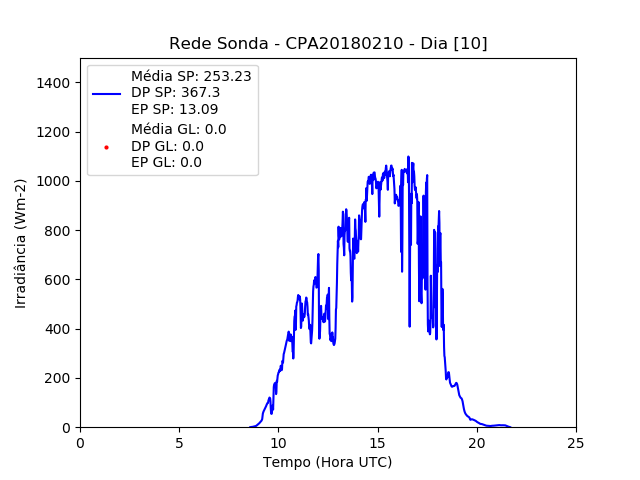 Rede Sonda - CPA20180210 - Dia [10]
Média SP: 253.23
DP SP: 367.3
EP SP: 13.09
Média GL: 0.0
DP GL: 0.0
EP GL: 0.0
1400
1200
1000
800
600
400
200
0
Irradiância (Wm-2)
0 5 10 15 20 25
Tempo (Hora UTC)